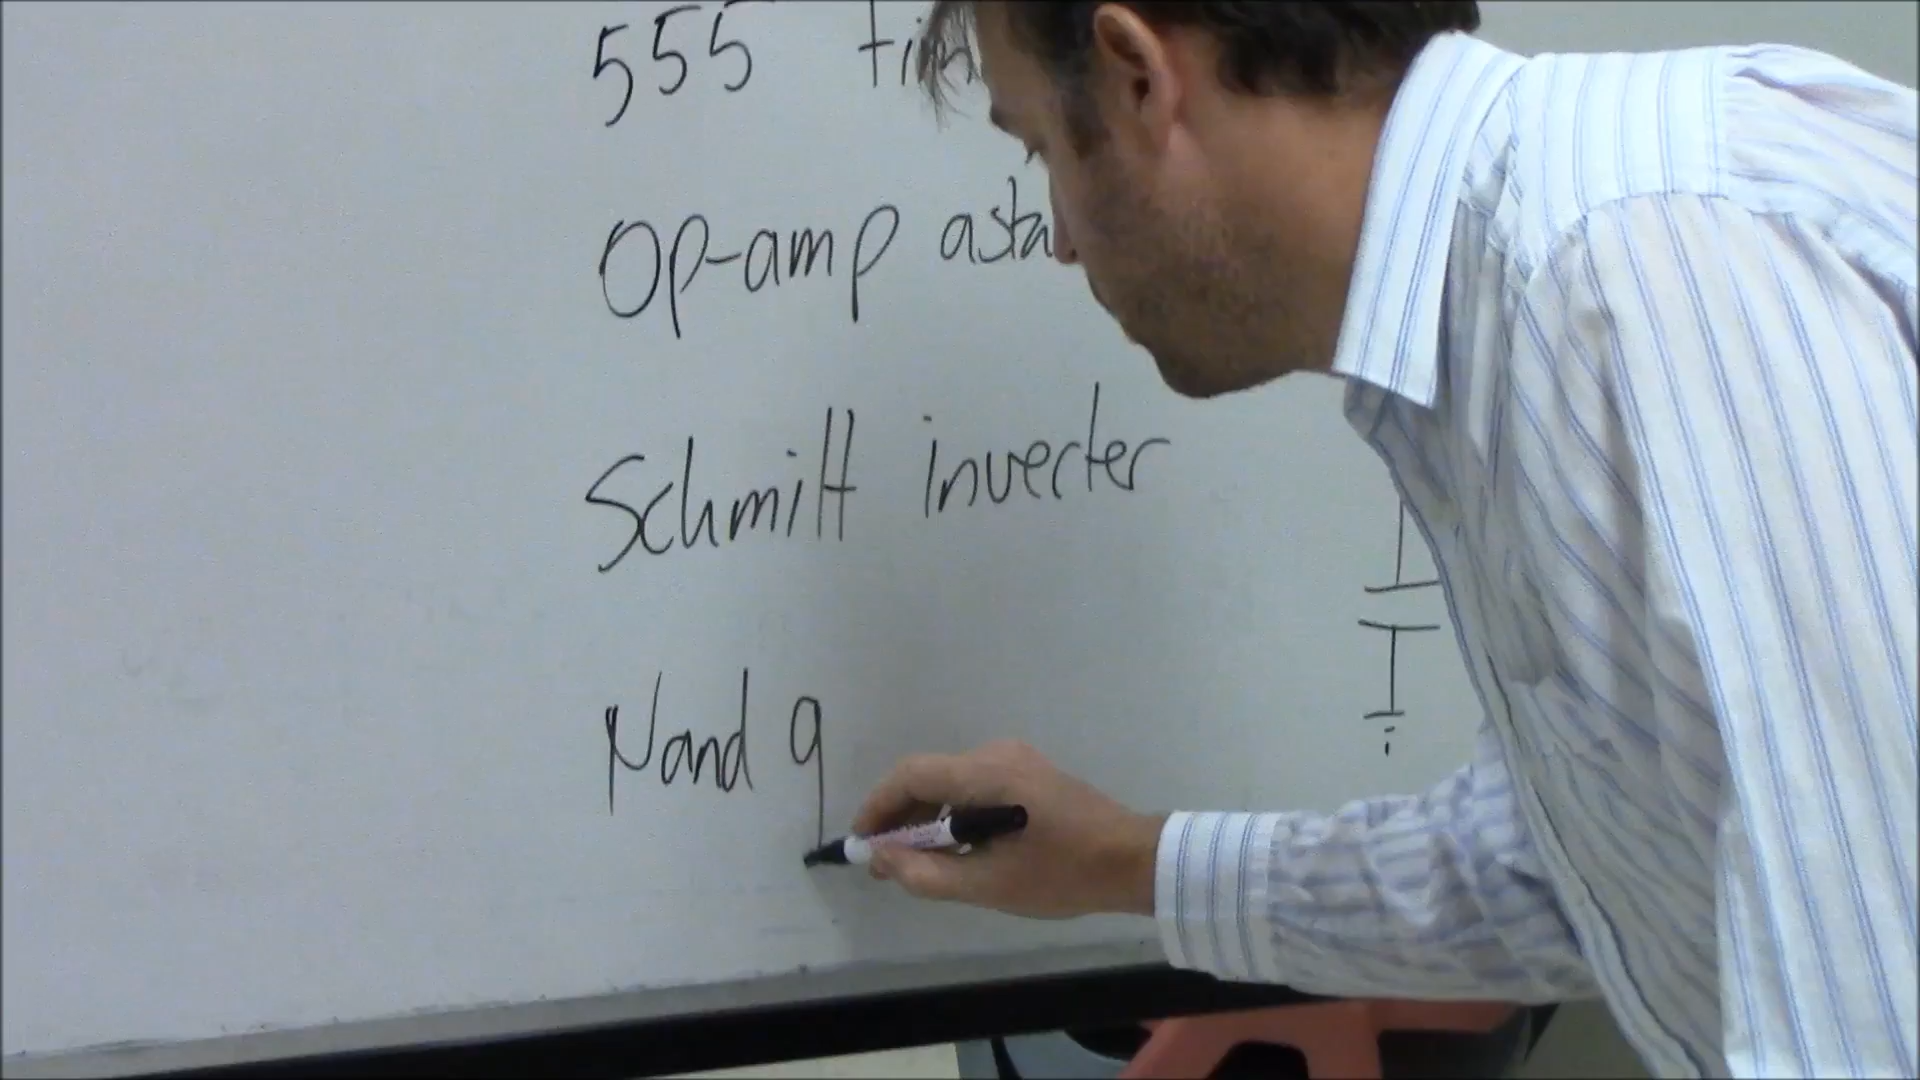 555 tim
Op-amp asta
Schmitt inverter
Nand g